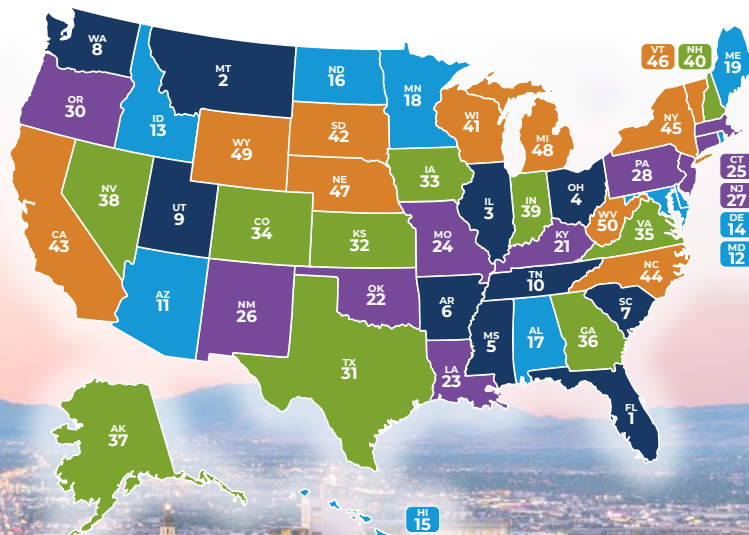 WA
8
MT
2
ND
16
MN
18
VT
46
NH
40
ME
19
OR
30
ID
13
WY
49
SD
42
WI
41
MI
48
NY
45
NV
38
UT
9
CO
34
NE
47
IA
33
IL
3
IN
39
OH
4
PA
28
CT
25
NJ
27
DE
14
MD
12
CA
43
KS
32
MO
24
KY
21
WV
50
VA
35
AZ
11
NM
26
OK
22
AR
6
TN
10
NC
44
SC
7
TX
31
LA
23
MS
5
AL
17
GA
36
FL
1
AK
37
HI
15